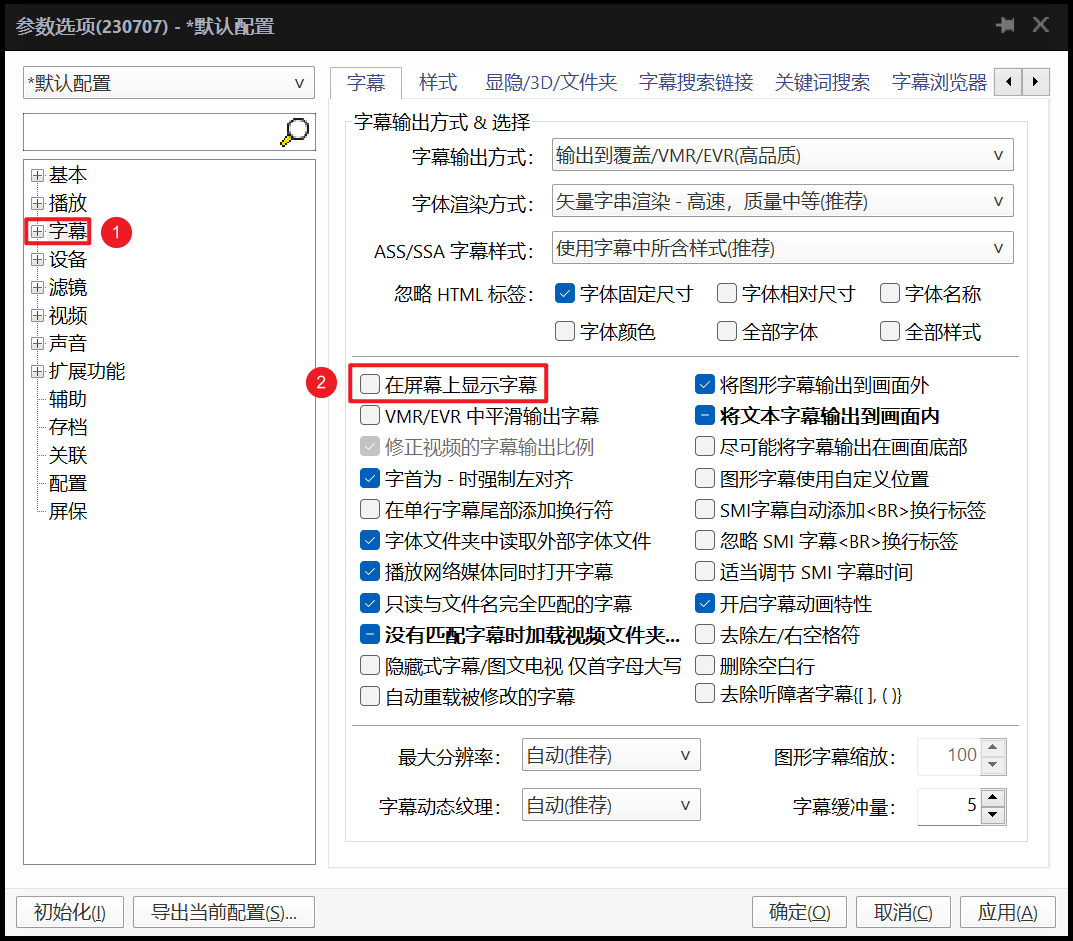 参数选项(230707) - *默认配置
*默认配置
基本
播放
字幕
1
设备
滤镜
视频
声音
扩展功能
辅助
存档
关联
配置
屏保
字幕 样式 显隐/3D/文件夹 字幕搜索链接 关键词搜索 字幕浏览器
字幕输出方式 & 选择
字幕输出方式: 输出到覆盖/VMR/EVR(高品质)
字体渲染方式: 矢量字串渲染 - 高速，质量中等(推荐)
ASS/SSA 字幕样式: 使用字幕中所含样式(推荐)
忽略 HTML 标签: 字体固定尺寸 字体相对尺寸 字体名称
字体颜色 全部字体 全部样式
2 在屏幕上显示字幕 将图形字幕输出到画面外
VMR/EVR 中平滑输出字幕 将文本字幕输出到画面内
修正视频的字幕输出比例 尽可能将字幕输出在画面底部
字首为 - 时强制左对齐 图形字幕使用自定义位置
在单行字幕尾部添加换行符 SMI字幕自动添加<BR>换行标签
字体文件夹中读取外部字体文件 忽略 SMI 字幕<BR>换行标签
播放网络媒体同时打开字幕 适当调节 SMI 字幕时间
只读与文件名完全匹配的字幕 开启字幕动画特性
没有匹配字幕时加载视频文件夹... 去除左/右空格符
隐藏式字幕/图文电视 仅首字母大写 删除空白行
自动重载被修改的字幕 去除听障者字幕{[ ], ( )}
最大分辨率: 自动(推荐) 图形字幕缩放: 100
字幕动态纹理: 自动(推荐) 字幕缓冲量: 5
初始化(I) 导出当前配置(S)... 确定(O) 取消(C) 应用(A)